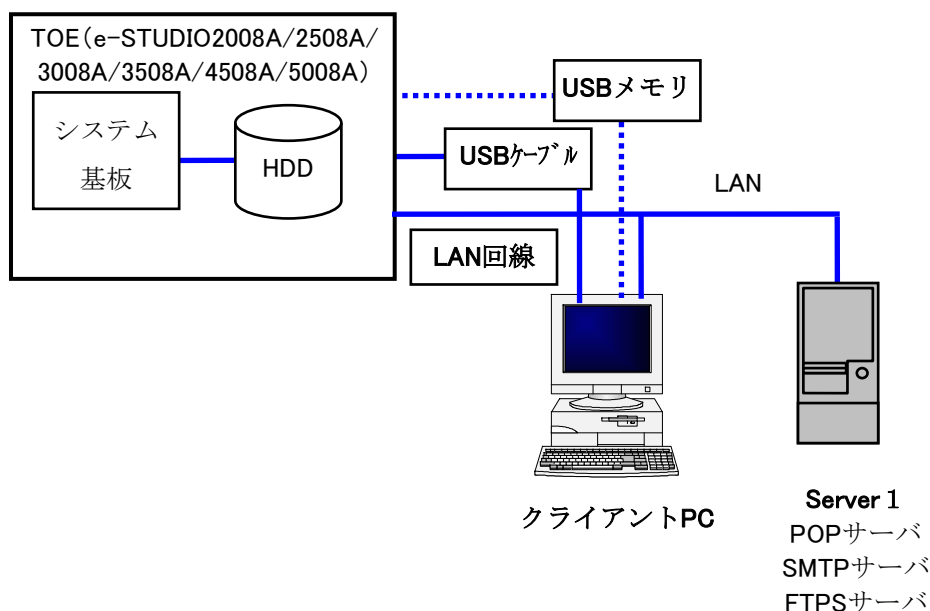 TOE（e-STUDIO2008A/2508A/
3008A/3508A/4508A/5008A）
システム
基板
HDD
USBメモリ
USBｹｰﾌﾞﾙ
LAN
LAN回線
クライアントPC
Server１
POPサーバ
SMTPサーバ
FTPSサーバ